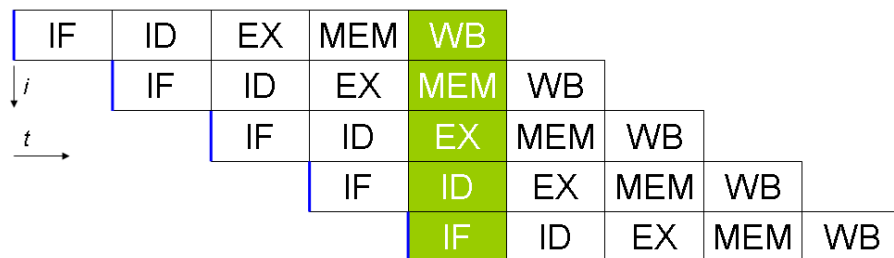 IF ID EX MEM WB
i IF ID EX MEM WB
t IF ID EX MEM WB
IF ID EX MEM WB
IF ID EX MEM WB